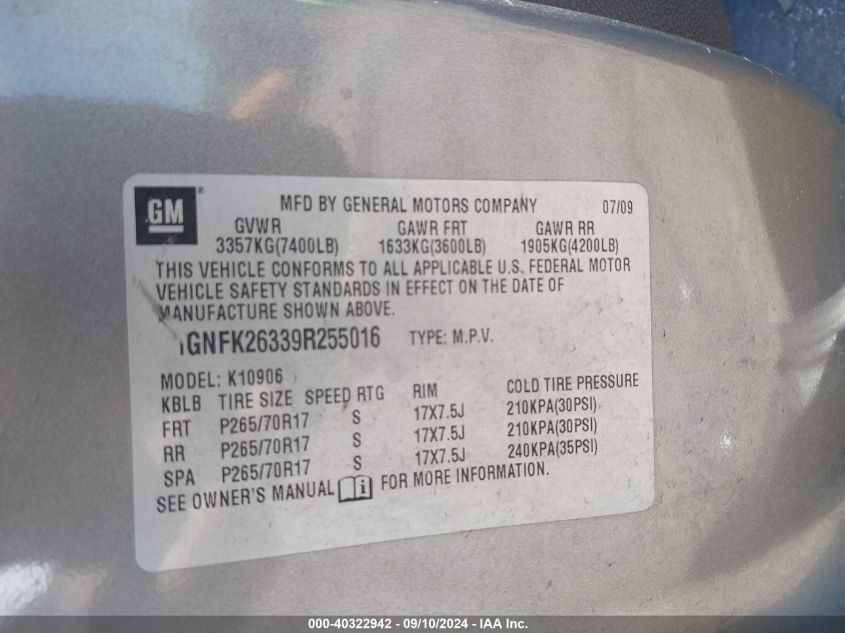 GM® MFD BY GENERAL MOTORS COMPANY 07/09
GVWR GAWR FRT GAWR RR
3357KG(7400LB) 1633KG(3600LB) 1905KG(4200LB)
THIS VEHICLE CONFORMS TO ALL APPLICABLE U.S. FEDERAL MOTOR
VEHICLE SAFETY STANDARDS IN EFFECT ON THE DATE OF
MANUFACTURE SHOWN ABOVE.
1GNFK26339R255016 TYPE: M.P.V.
MODEL: K10906
KBLB TIRE SIZE SPEED RTG RIM COLD TIRE PRESSURE
FRT P265/70R17 S 17X7.5J 210KPA(30PSI)
RR P265/70R17 S 17X7.5J 210KPA(30PSI)
SPA P265/70R17 S 17X7.5J 240KPA(35PSI)
SEE OWNER'S MANUAL i FOR MORE INFORMATION.
000-40322942 - 09/10/2024 - IAA Inc.